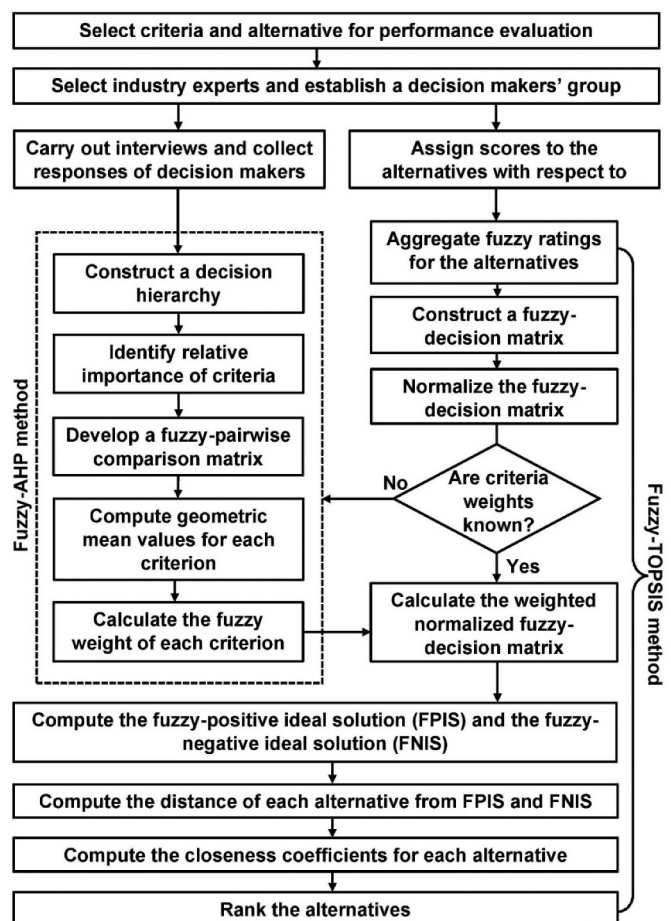 Select criteria and alternative for performance evaluation
Select industry experts and establish a decision makers' group
Carry out interviews and collect
responses of decision makers
Assign scores to the
alternatives with respect to
Fuzzy-AHP method
Construct a decision
hierarchy
Identify relative
importance of criteria
Develop a fuzzy-pairwise
comparison matrix
Compute geometric
mean values for each
criterion
Calculate the fuzzy
weight of each criterion
Aggregate fuzzy ratings
for the alternatives
Construct a fuzzy-
decision matrix
Normalize the fuzzy-
decision matrix
No
Are criteria
weights
known?
Yes
Calculate the weighted
normalized fuzzy-
decision matrix
Fuzzy-TOPSIS method
Compute the fuzzy-positive ideal solution (FPIS) and the fuzzy-
negative ideal solution (FNIS)
Compute the distance of each alternative from FPIS and FNIS
Compute the closeness coefficients for each alternative
Rank the alternatives